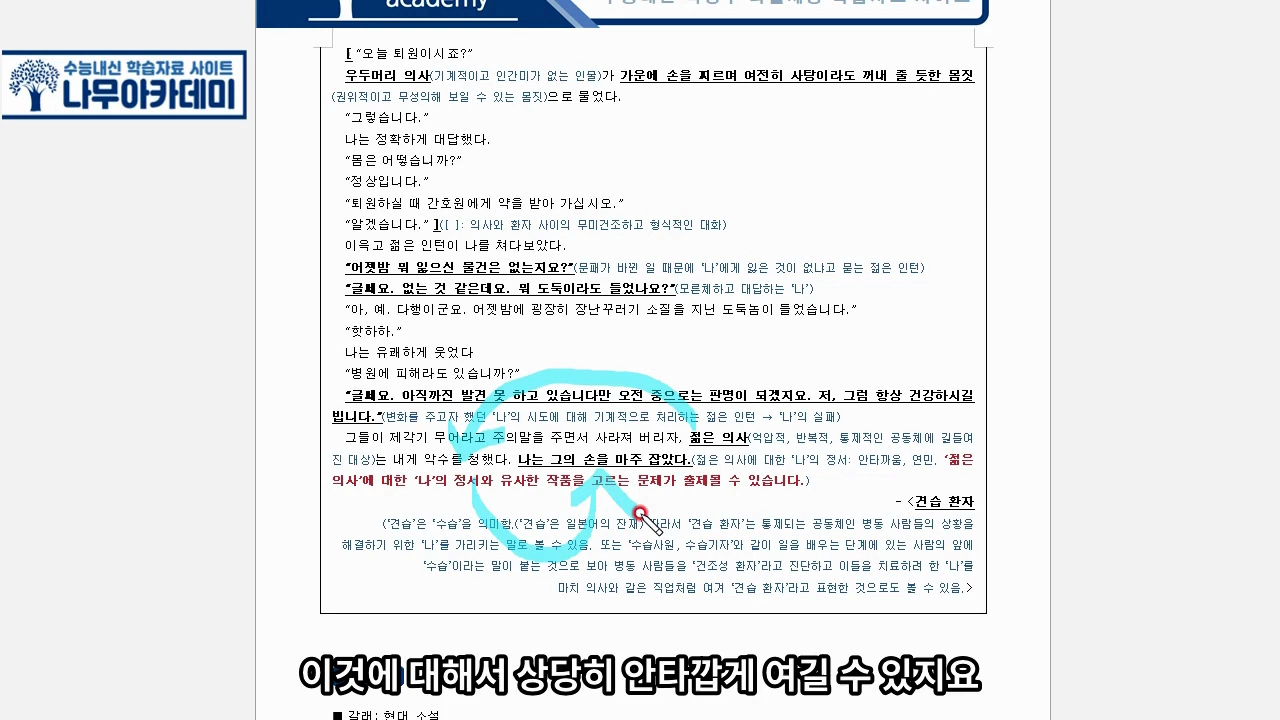 academy
수능내신 학습자료 사이트
나무아카데미
[ “오늘 퇴원이시죠?”
우두머리 의사(기계적이고 인간미가 없는 인물)가 가운에 손을 찌르며 여전히 사탕이라도 꺼내 줄 듯한 몸짓
(권위적이고 무성의해 보일 수 있는 몸짓)으로 물었다.
“그렇습니다.”
나는 정확하게 대답했다.
“몸은 어떻습니까?”
“정상입니다.”
“퇴원하실 때 간호원에게 약을 받아 가십시오.”
“알겠습니다.” ]([ ]: 의사와 환자 사이의 무미건조하고 형식적인 대화)
이윽고 젊은 인턴이 나를 쳐다보았다.
“어젯밤 뭐 잃으신 물건은 없는지요?”(문패가 바뀐 일 때문에 ‘나’에게 잃은 것이 없냐고 묻는 젊은 인턴)
“글쎄요. 없는 것 같은데요. 뭐 도둑이라도 들었나요?”(모른체하고 대답하는 ‘나’)
“아, 예. 다행이군요. 어젯밤에 굉장히 장난꾸러기 소질을 지닌 도둑놈이 들었습니다.”
“핫하하.”
나는 유쾌하게 웃었다
“병원에 피해라도 있습니까?”
“글쎄요. 아직까진 발견 못 하고 있습니다만 오전 중으로는 판명이 되겠지요. 저, 그럼 항상 건강하시길
빕니다.”(변화를 주고자 했던 ‘나’의 시도에 대해 기계적으로 처리하는 젊은 인턴 → ‘나’의 실패)
그들이 제각기 무어라고 주의말을 주면서 사라져 버리자, 젊은 의사(억압적, 반복적, 통제적인 공동체에 길들여
진 대상)는 내게 악수를 청했다. 나는 그의 손을 마주 잡았다.(젊은 의사에 대한 ‘나’의 정서: 안타까움, 연민. ‘젊은
의사’에 대한 ‘나’의 정서와 유사한 작품을 고르는 문제가 출제될 수 있습니다.)
- <견습 환자
(‘견습’은 ‘수습’을 의미함.(‘견습’은 일본어의 잔재) 따라서 ‘견습 환자’는 통제되는 공동체인 병동 사람들의 상황을
해결하기 위한 ‘나’를 가리키는 말로 볼 수 있음. 또는 ‘수습사원, 수습기자’와 같이 일을 배우는 단계에 있는 사람의 앞에
‘수습’이라는 말이 붙는 것으로 보아 병동 사람들을 ‘건조성 환자’라고 진단하고 이들을 치료하려 한 ‘나’를
마치 의사와 같은 직업처럼 여겨 ‘견습 환자’라고 표현한 것으로도 볼 수 있음.>
이것에 대해서 상당히 안타깝게 여길 수 있지요
■ 갈래: 현대 소설